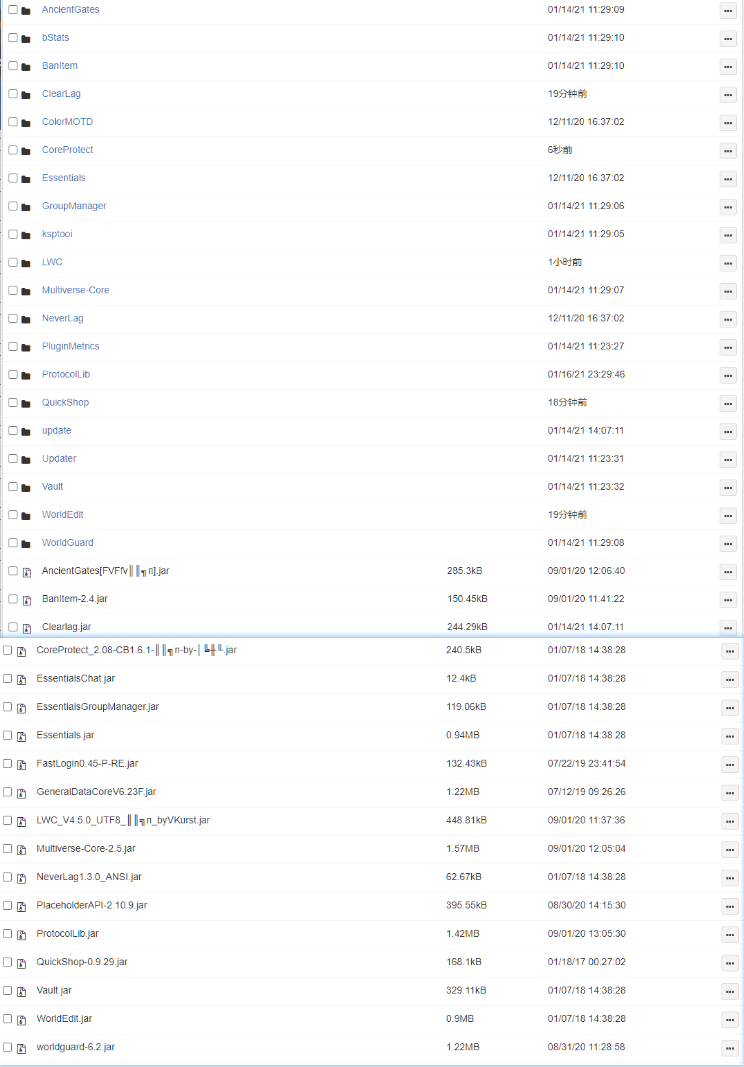 AncientGates 01/14/21 11:29:09
bStats 01/14/21 11:29:10
BanItem 01/14/21 11:29:10
ClearLag 19分钟前
ColorMOTD 12/11/20 16:37:02
CoreProtect 6秒前
Essentials 12/11/20 16:37:02
GroupManager 01/14/21 11:29:06
ksptooi 01/14/21 11:29:05
LWC 1小时前
Multiverse-Core 01/14/21 11:29:07
NeverLag 12/11/20 16:37:02
PluginMetrics 01/14/21 11:23:27
ProtocolLib 01/16/21 23:29:46
QuickShop 18分钟前
update 01/14/21 14:07:11
Updater 01/14/21 11:23:31
Vault 01/14/21 11:23:32
WorldEdit 19分钟前
WorldGuard 01/14/21 11:29:08
AncientGates[FVFfV║║╖п].jar 285.3kB 09/01/20 12:06:40
BanItem-2.4.jar 150.45kB 09/01/20 11:41:22
Clearlag.jar 244.29kB 01/14/21 14:07:11
CoreProtect_2.08-CB1.6.1-║║╗п-by-│╚╫╙.jar 240.5kB 01/07/18 14:38:28
EssentialsChat.jar 12.4kB 01/07/18 14:38:28
EssentialsGroupManager.jar 119.06kB 01/07/18 14:38:28
Essentials.jar 0.94MB 01/07/18 14:38:28
FastLogin0.45-P-RE.jar 132.43kB 07/22/19 23:41:54
GeneralDataCoreV6.23F.jar 1.22MB 07/12/19 09:26:26
LWC_V4.5.0_UTF8_║║╗п_byVKurst.jar 448.81kB 09/01/20 11:37:36
Multiverse-Core-2.5.jar 1.57MB 09/01/20 12:05:04
NeverLag1.3.0_ANSI.jar 62.67kB 01/07/18 14:38:28
PlaceholderAPI-2.10.9.jar 395.55kB 08/30/20 14:15:30
ProtocolLib.jar 1.42MB 09/01/20 13:05:30
QuickShop-0.9.29.jar 168.1kB 01/18/17 00:27:02
Vault.jar 329.11kB 01/07/18 14:38:28
WorldEdit.jar 0.9MB 01/07/18 14:38:28
worldguard-6.2.jar 1.22MB 08/31/20 11:28:58